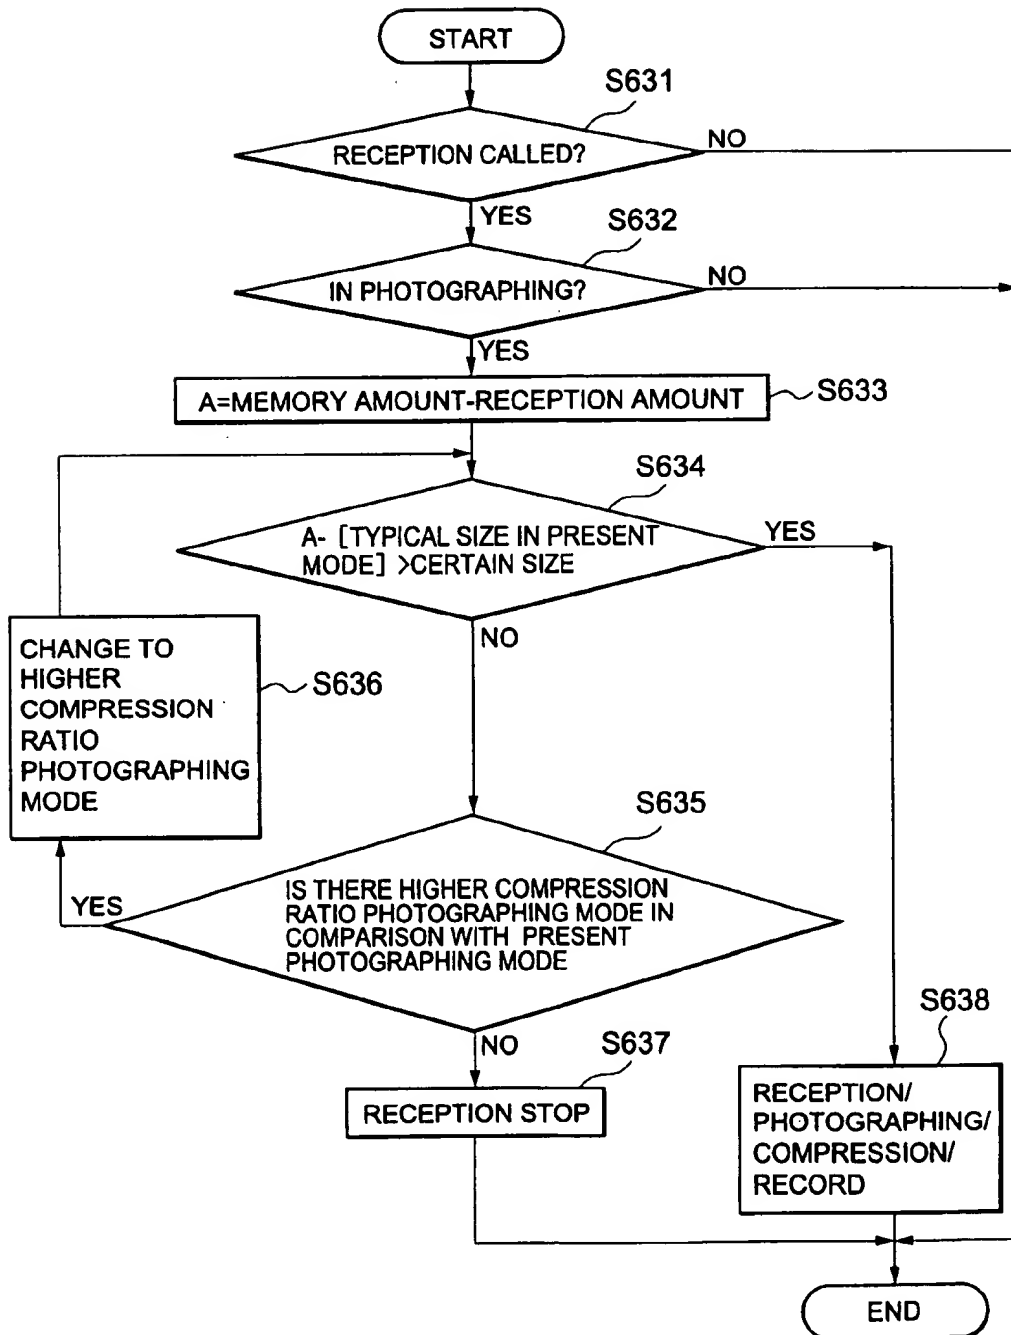 START
S631
RECEPTION CALLED?
NO
YES
S632
IN PHOTOGRAPHING?
NO
YES
A=MEMORY AMOUNT-RECEPTION AMOUNT
S633
S634
A- [TYPICAL SIZE IN PRESENT
MODE] >CERTAIN SIZE
YES
NO
CHANGE TO
HIGHER
COMPRESSION
RATIO
PHOTOGRAPHING
MODE
S636
S635
IS THERE HIGHER COMPRESSION
RATIO PHOTOGRAPHING MODE IN
COMPARISON WITH PRESENT
PHOTOGRAPHING MODE
YES
NO
S637
RECEPTION STOP
S638
RECEPTION/
PHOTOGRAPHING/
COMPRESSION/
RECORD
END